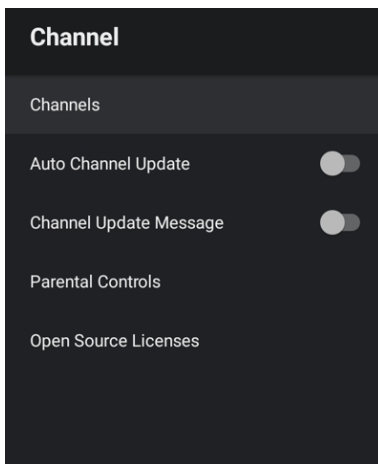 Channel
Channels
Auto Channel Update
Channel Update Message
Parental Controls
Open Source Licenses